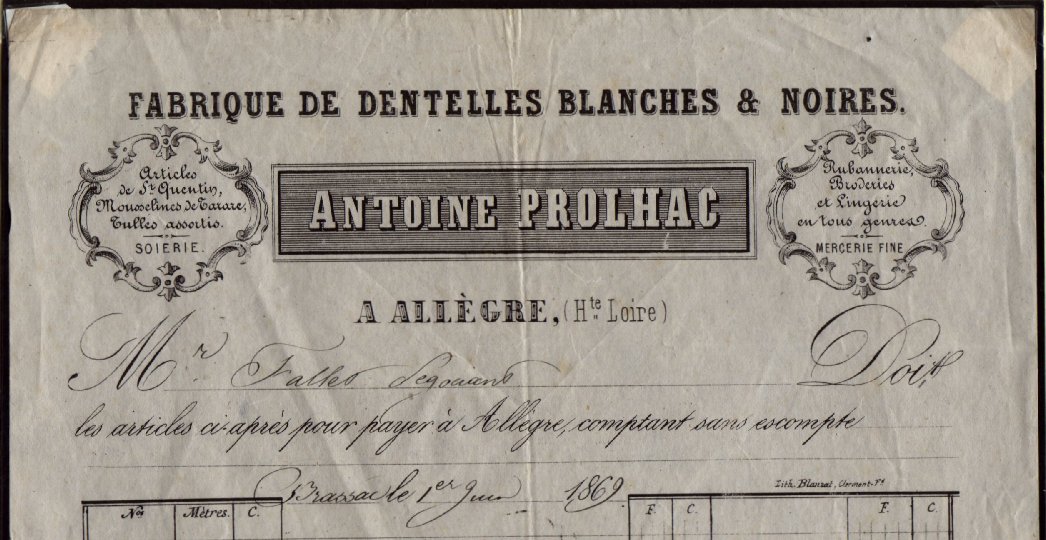 FABRIQUE DE DENTELLES BLANCHES & NOIRES.
Articles
de St Quentin,
Mousselines de Tarare,
Tulles assortis.
SOIERIE.
ANTOINE PROLHAC
Rubannerie,
Broderies
et Lingerie
en tous genres.
MERCERIE FINE
A ALLÈGRE, (Hte Loire)
Mr Doit,
les articles ci-après pour payer à Allègre, comptant sans escompte
Brassac le 1er Juin 1869
Lith. Blanzat, Clermont-Fd
Nos Mètres. C. F. C. F. C.